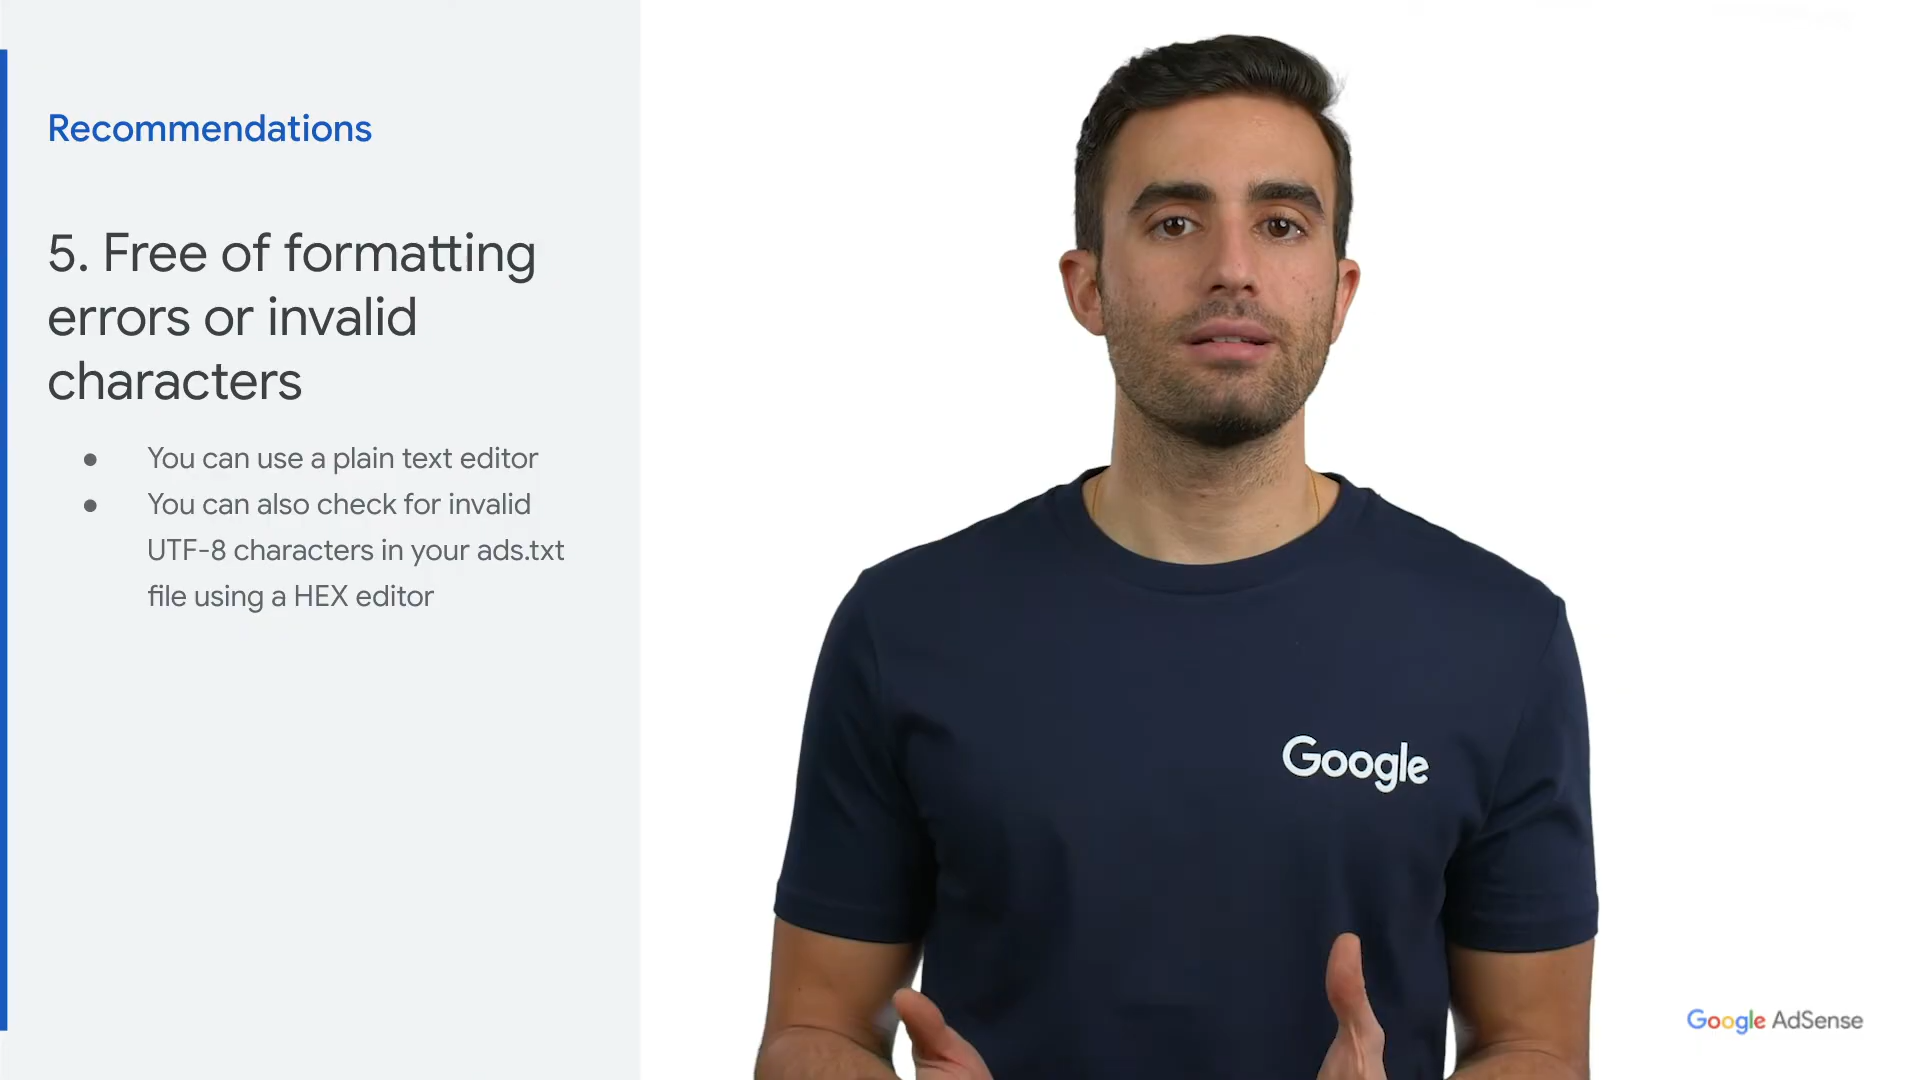 Recommendations
5. Free of formatting
errors or invalid
characters
● You can use a plain text editor
● You can also check for invalid
UTF-8 characters in your ads.txt
file using a HEX editor
Google
Google AdSense